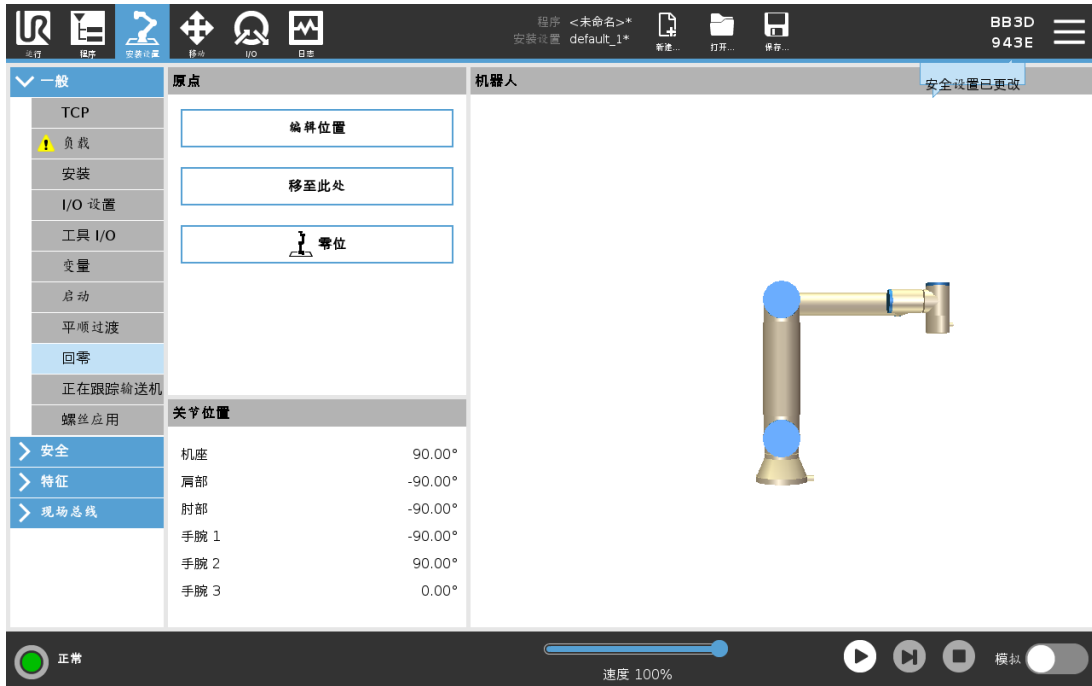 UR
运行
程序
安装设置
移动
I/O
日志
程序 <未命名>*
安装设置 default_1*
新建...
打开...
保存...
BB3D
943E
安全设置已更改
一般
TCP
负载
安装
I/O 设置
工具 I/O
变量
启动
平顺过渡
回零
正在跟踪输送机
螺丝应用
安全
特征
现场总线
原点
编辑位置
移至此处
零位
关节位置
机座 90.00°
肩部 -90.00°
肘部 -90.00°
手腕 1 -90.00°
手腕 2 90.00°
手腕 3 0.00°
机器人
正常
速度 100%
模拟